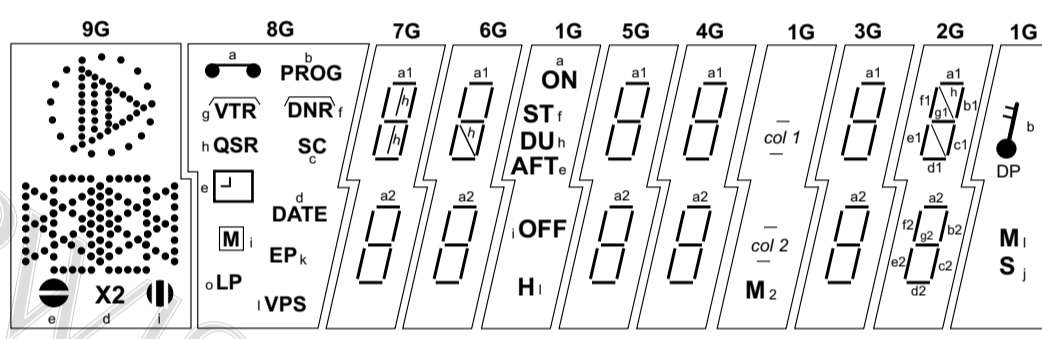 9G 8G 7G 6G 1G 5G 4G 1G 3G 2G 1G
a b a
PROG ON
a1 a1 a1 a1 a1 a1
g VTR DNR f h h f1 h b1
ST f g1
h QSR SC h h col 1 e1 c1 b
c DU h d1
AFT e DP
e
d a2 a2 a2 a2 a2 a2
DATE
M i i OFF f2 g2 b2 M l
EP k col 2 e2 c2 S j
o LP H l M 2 d2
X2 l VPS
e d i